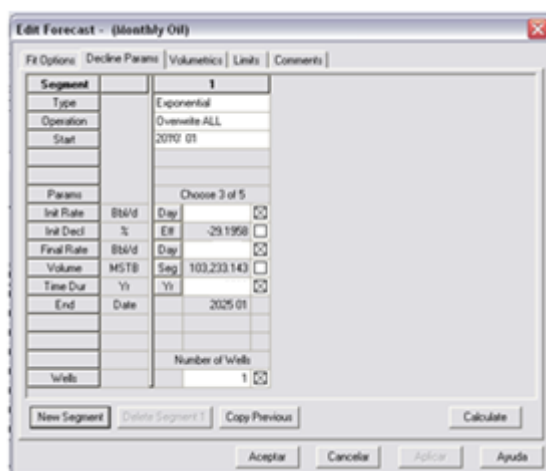 Edit Forecast - (Monthly Oil)
Fit Options Decline Params Volumetrics Limits Comments
Segment 1
Type Exponential
Operation Overwrite ALL
Start 01
Params Choose 3 of 5
Init Rate Bbl/d Day
Init Decl % Eff -29.1958
Final Rate Bbl/d Day
Volume MSTB Seg 103,233.143
Time Dur Yr Yr
End Date 2025 01
Number of Wells
Wells 1
New Segment Delete Segment 1 Copy Previous Calculate
Aceptar Cancelar Aplicar Ayuda